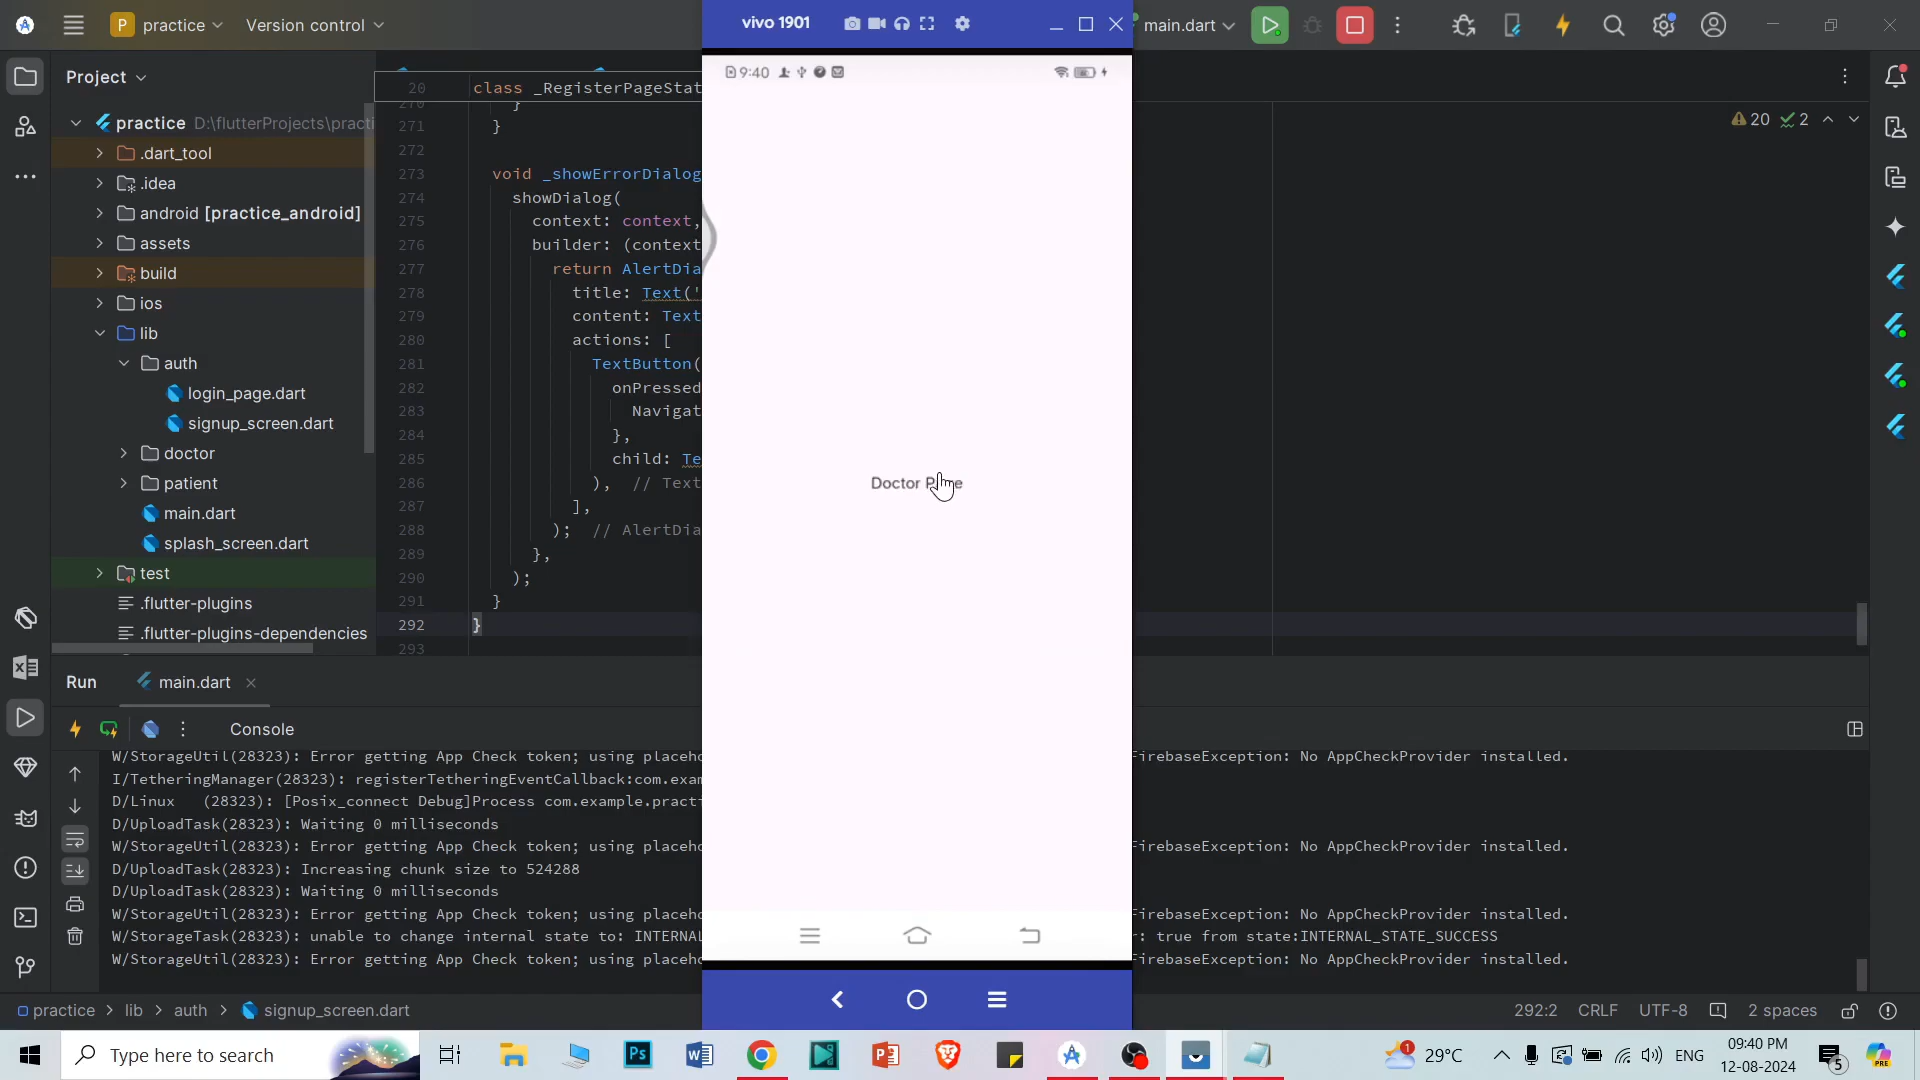 P practice Version control
vivo 1901
main.dart
Project
practice D:\flutterProjects\practi
.dart_tool
.idea
android [practice_android]
assets
build
ios
lib
auth
login_page.dart
signup_screen.dart
doctor
patient
main.dart
splash_screen.dart
test
.flutter-plugins
.flutter-plugins-dependencies
20 class _RegisterPageStat
270 }
271 }
272
273 void _showErrorDialog
274 showDialog(
275 context: context,
276 builder: (context
277 return AlertDia
278 title: Text('
279 content: Text
280 actions: [
281 TextButton(
282 onPressed
283 Navigat
284 },
285 child: Te
286 ), // Text
287 ],
288 ); // AlertDia
289 },
290 );
291 }
292 }
293
20 2
9:40
Doctor
Run main.dart
Console
W/StorageUtil(28323): Error getting App Check token; using placeho
FirebaseException: No AppCheckProvider installed.
I/TetheringManager(28323): registerTetheringEventCallback:com.exam
D/Linux (28323): [Posix_connect Debug]Process com.example.practi
D/UploadTask(28323): Waiting 0 milliseconds
W/StorageUtil(28323): Error getting App Check token; using placeho
FirebaseException: No AppCheckProvider installed.
D/UploadTask(28323): Increasing chunk size to 524288
D/UploadTask(28323): Waiting 0 milliseconds
W/StorageUtil(28323): Error getting App Check token; using placeho
FirebaseException: No AppCheckProvider installed.
W/StorageTask(28323): unable to change internal state to: INTERNAL
: true from state:INTERNAL_STATE_SUCCESS
W/StorageUtil(28323): Error getting App Check token; using placeho
FirebaseException: No AppCheckProvider installed.
practice > lib > auth > signup_screen.dart
292:2 CRLF UTF-8 2 spaces
Type here to search
1 29°C ENG
09:40 PM
12-08-2024
5
PRE